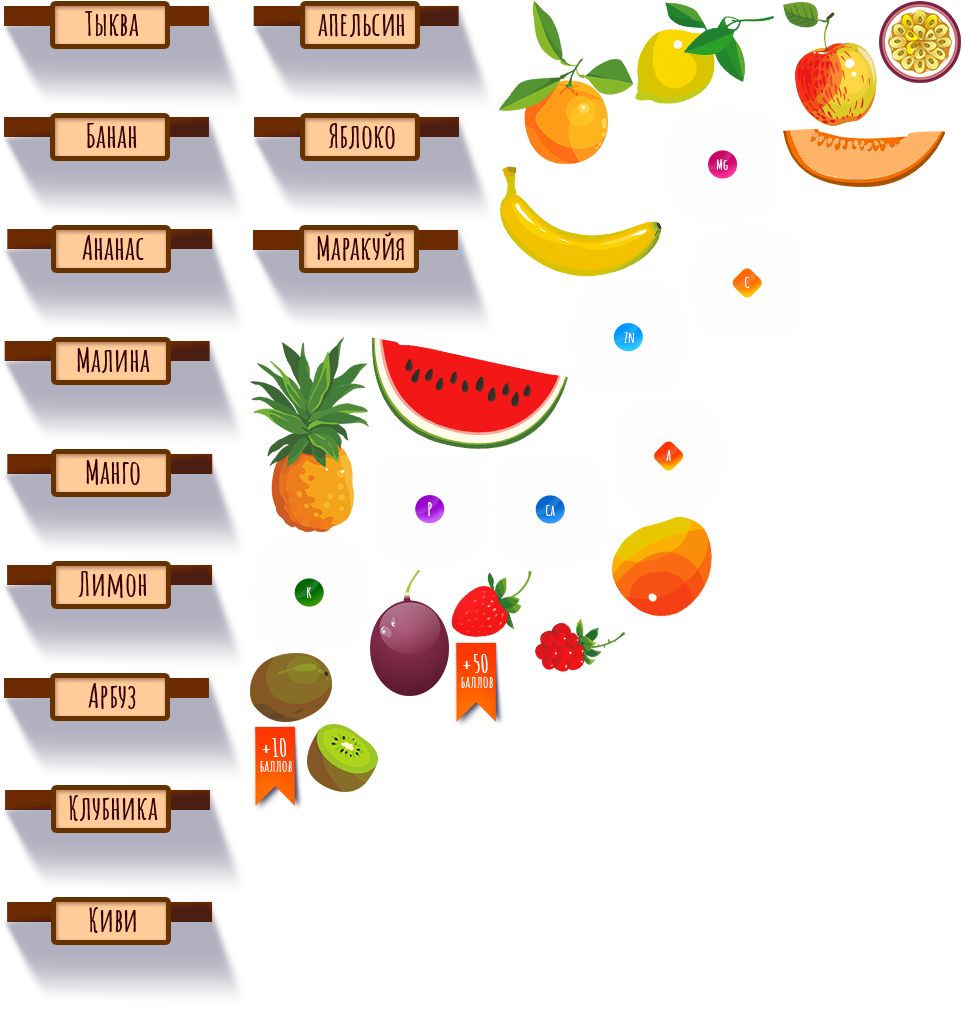 Тыква
апельсин
Банан
Яблоко
Mg
Ананас
Маракуйя
C
Zn
Малина
A
Манго
P
Ca
Лимон
K
Арбуз
+50
баллов
+10
баллов
Клубника
Киви